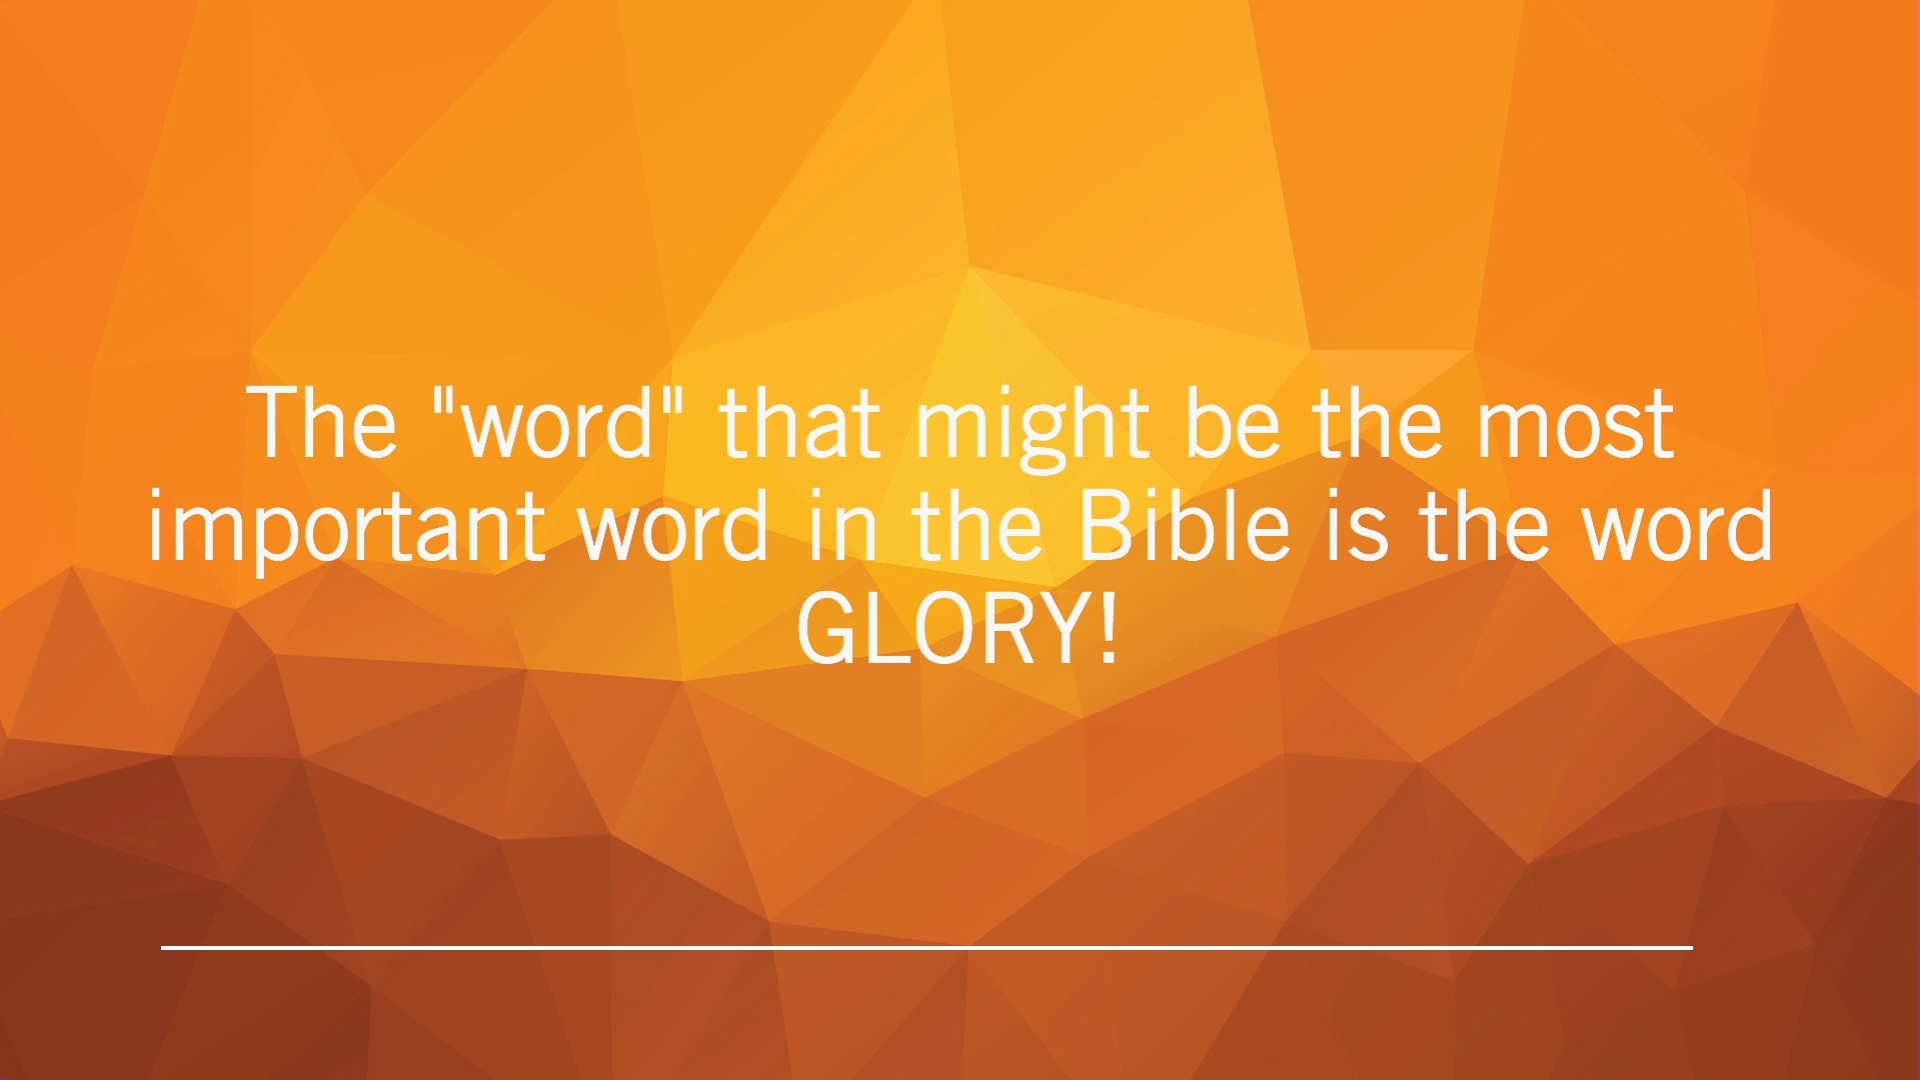 The "word" that might be the most
important word in the Bible is the word
GLORY!